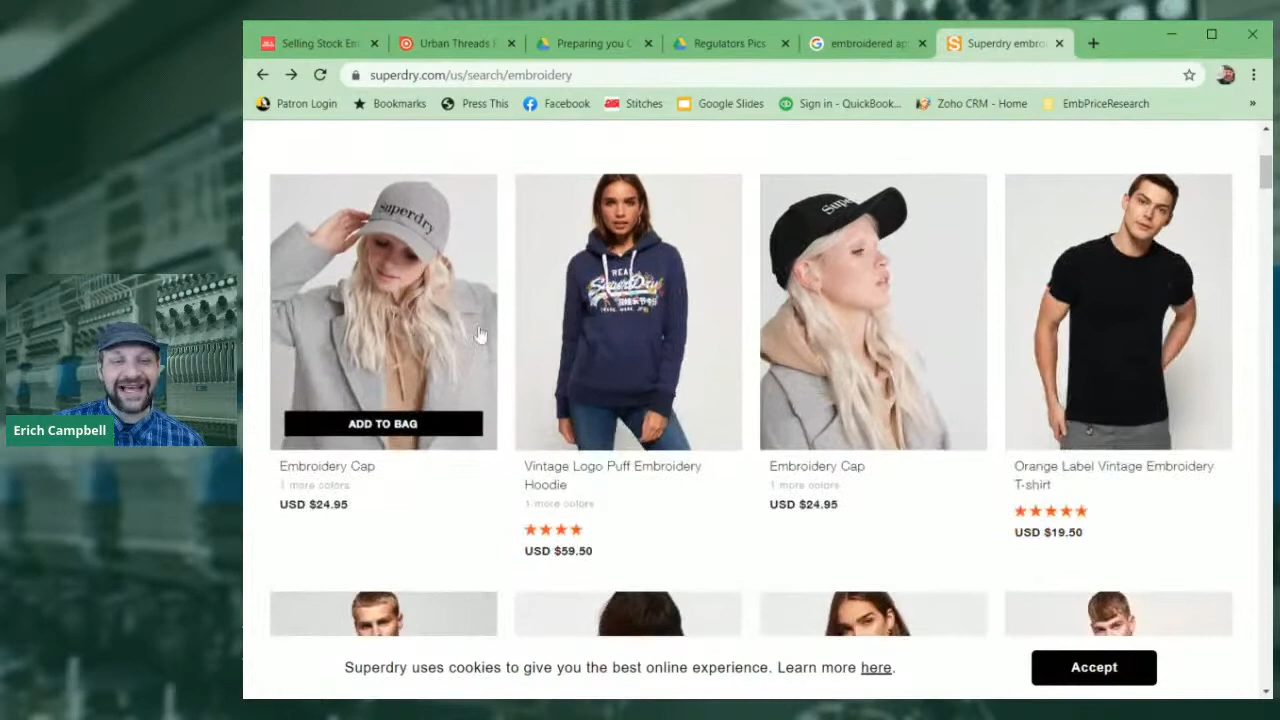 Selling Stock Em
Urban Threads
Preparing you
Regulators Pics
embroidered ap
Superdry embro
superdry.com/us/search/embroidery
Patron Login
Bookmarks
Press This
Facebook
Stitches
Google Slides
Sign in - QuickBook...
Zoho CRM - Home
EmbPriceResearch
»
Superdry
REAL
SuperDry
ADD TO BAG
Embroidery Cap
1 more colors
USD $24.95
Vintage Logo Puff Embroidery
Hoodie
1 more colors
USD $59.50
Embroidery Cap
1 more colors
USD $24.95
Orange Label Vintage Embroidery
T-shirt
USD $19.50
Erich Campbell
Superdry uses cookies to give you the best online experience. Learn more here.
Accept